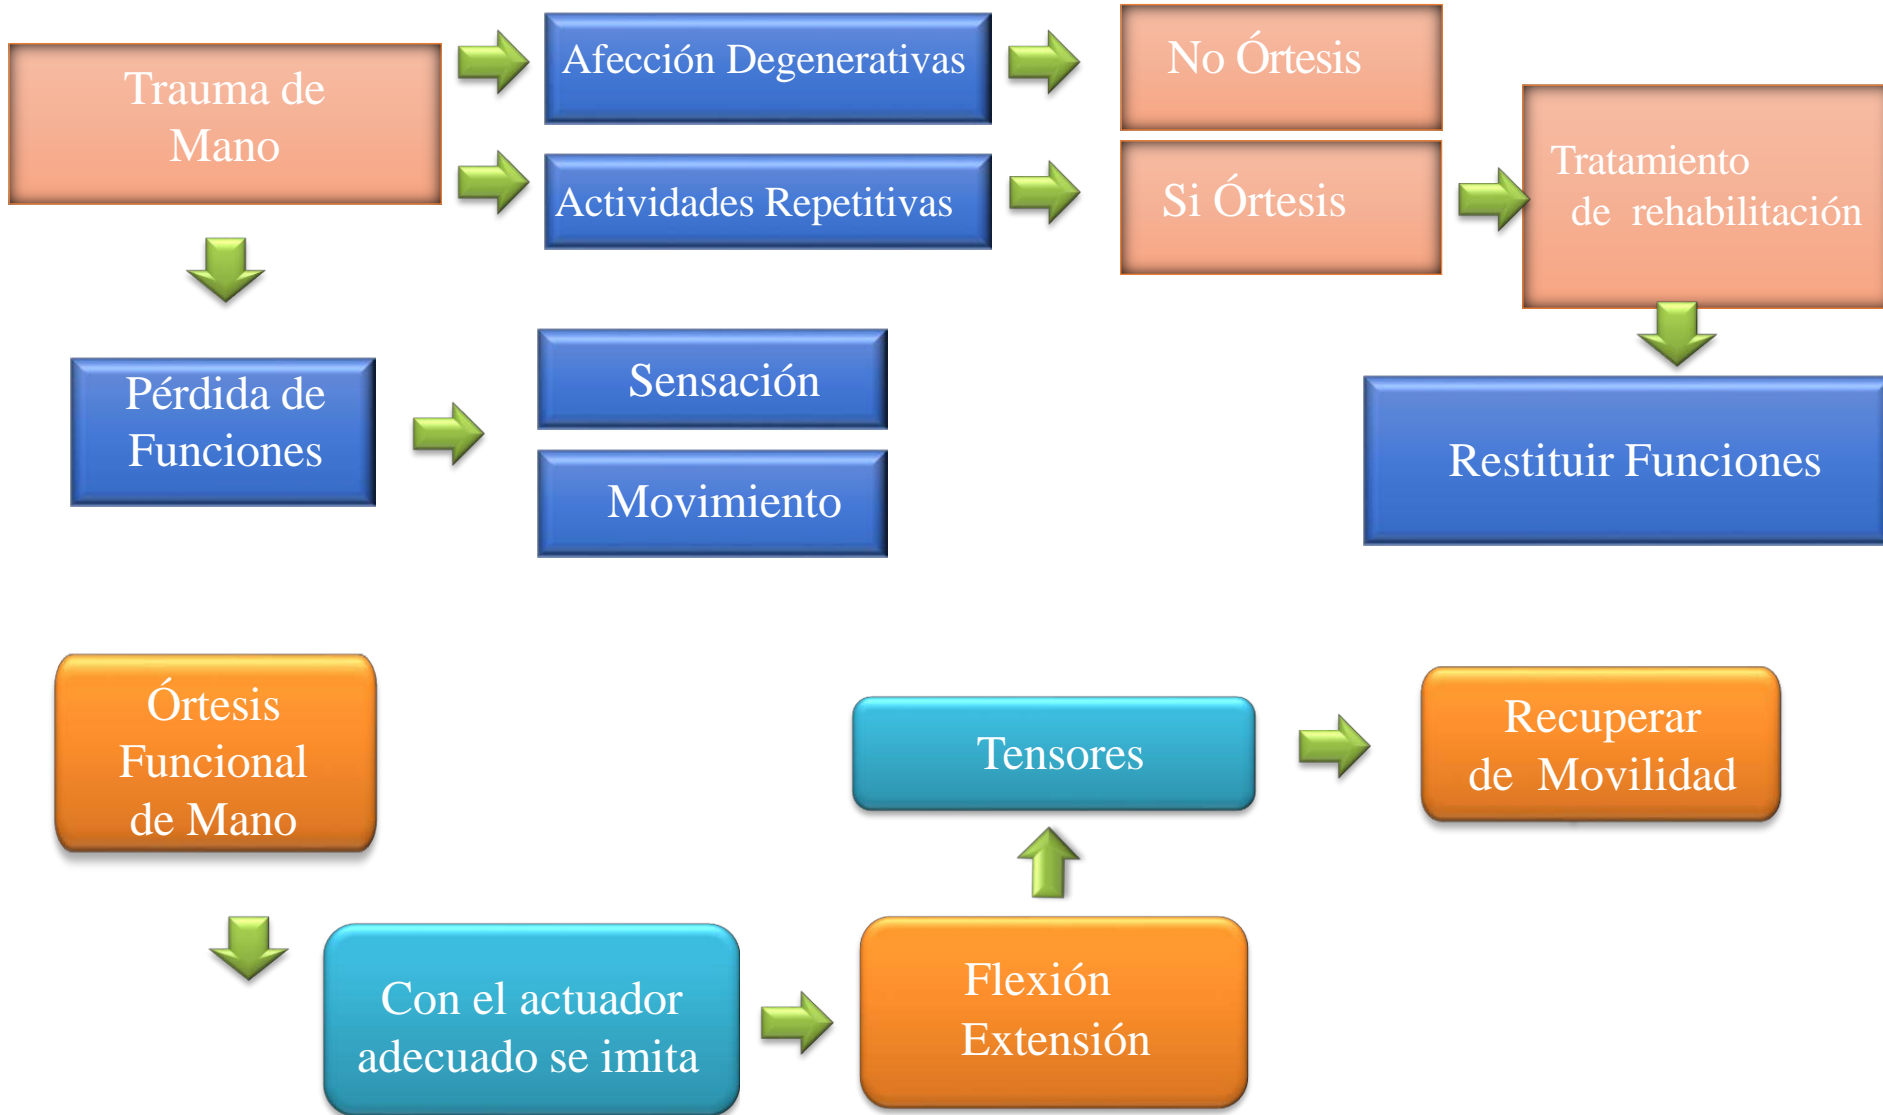 Trauma de
Mano
Afección Degenerativas
No Órtesis
Actividades Repetitivas
Si Órtesis
Tratamiento
de rehabilitación
Pérdida de
Funciones
Sensación
Movimiento
Restituir Funciones
Órtesis
Funcional
de Mano
Con el actuador
adecuado se imita
Flexión
Extensión
Tensores
Recuperar
de Movilidad